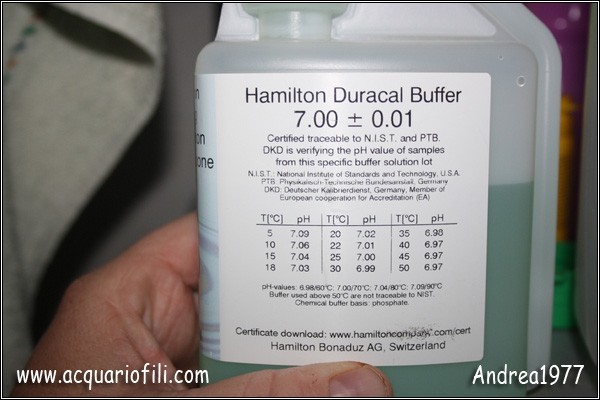 Hamilton Duracal Buffer
7.00 ± 0.01
Certified traceable to N.I.S.T. and PTB.
DKD is verifying the pH value of samples
from this specific buffer solution lot
N.I.S.T.: National Institute of Standards and Technology, U.S.A.
PTB: Physikalisch-Technische Bundesanstalt, Germany
DKD: Deutscher Kalibrierdienst, Germany, Member of
European cooperation for Accreditation (EA)
T[°C] pH T[°C] pH T[°C] pH
5 7.09 20 7.02 35 6.98
10 7.06 22 7.01 40 6.97
15 7.04 25 7.00 45 6.97
18 7.03 30 6.99 50 6.97
pH-values: 6.98/60°C; 7.00/70°C; 7.04/80°C; 7.09/90°C
Buffer used above 50°C are not traceable to NIST.
Chemical buffer basis: phosphate.
Certificate download: www.hamiltoncompany.com/cert
Hamilton Bonaduz AG, Switzerland
www.acquariofili.com
Andrea1977